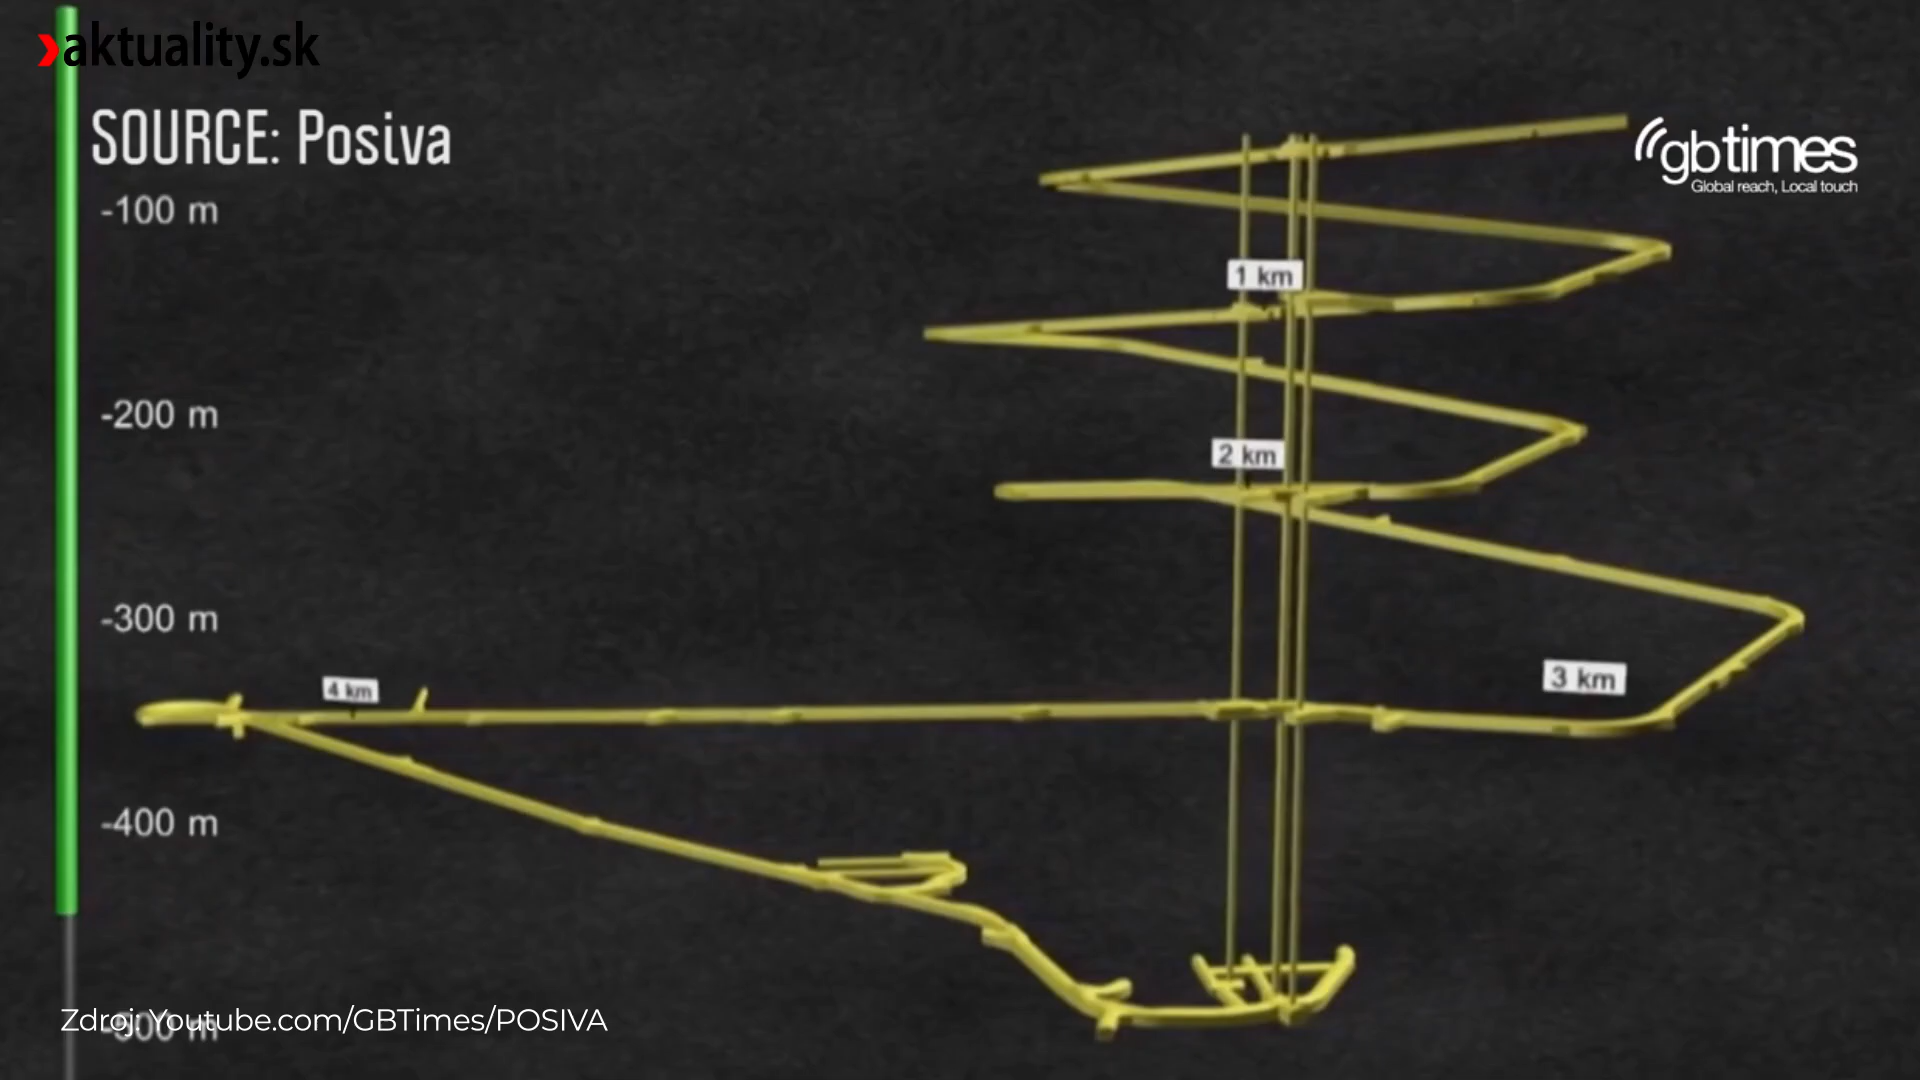 aktuality.sk
SOURCE: Posiva
gbtimes
Global reach, Local touch
-100 m
1 km
-200 m
2 km
-300 m
3 km
4 km
-400 m
Zdroj: Youtube.com/GBTimes/POSIVA
-500 m